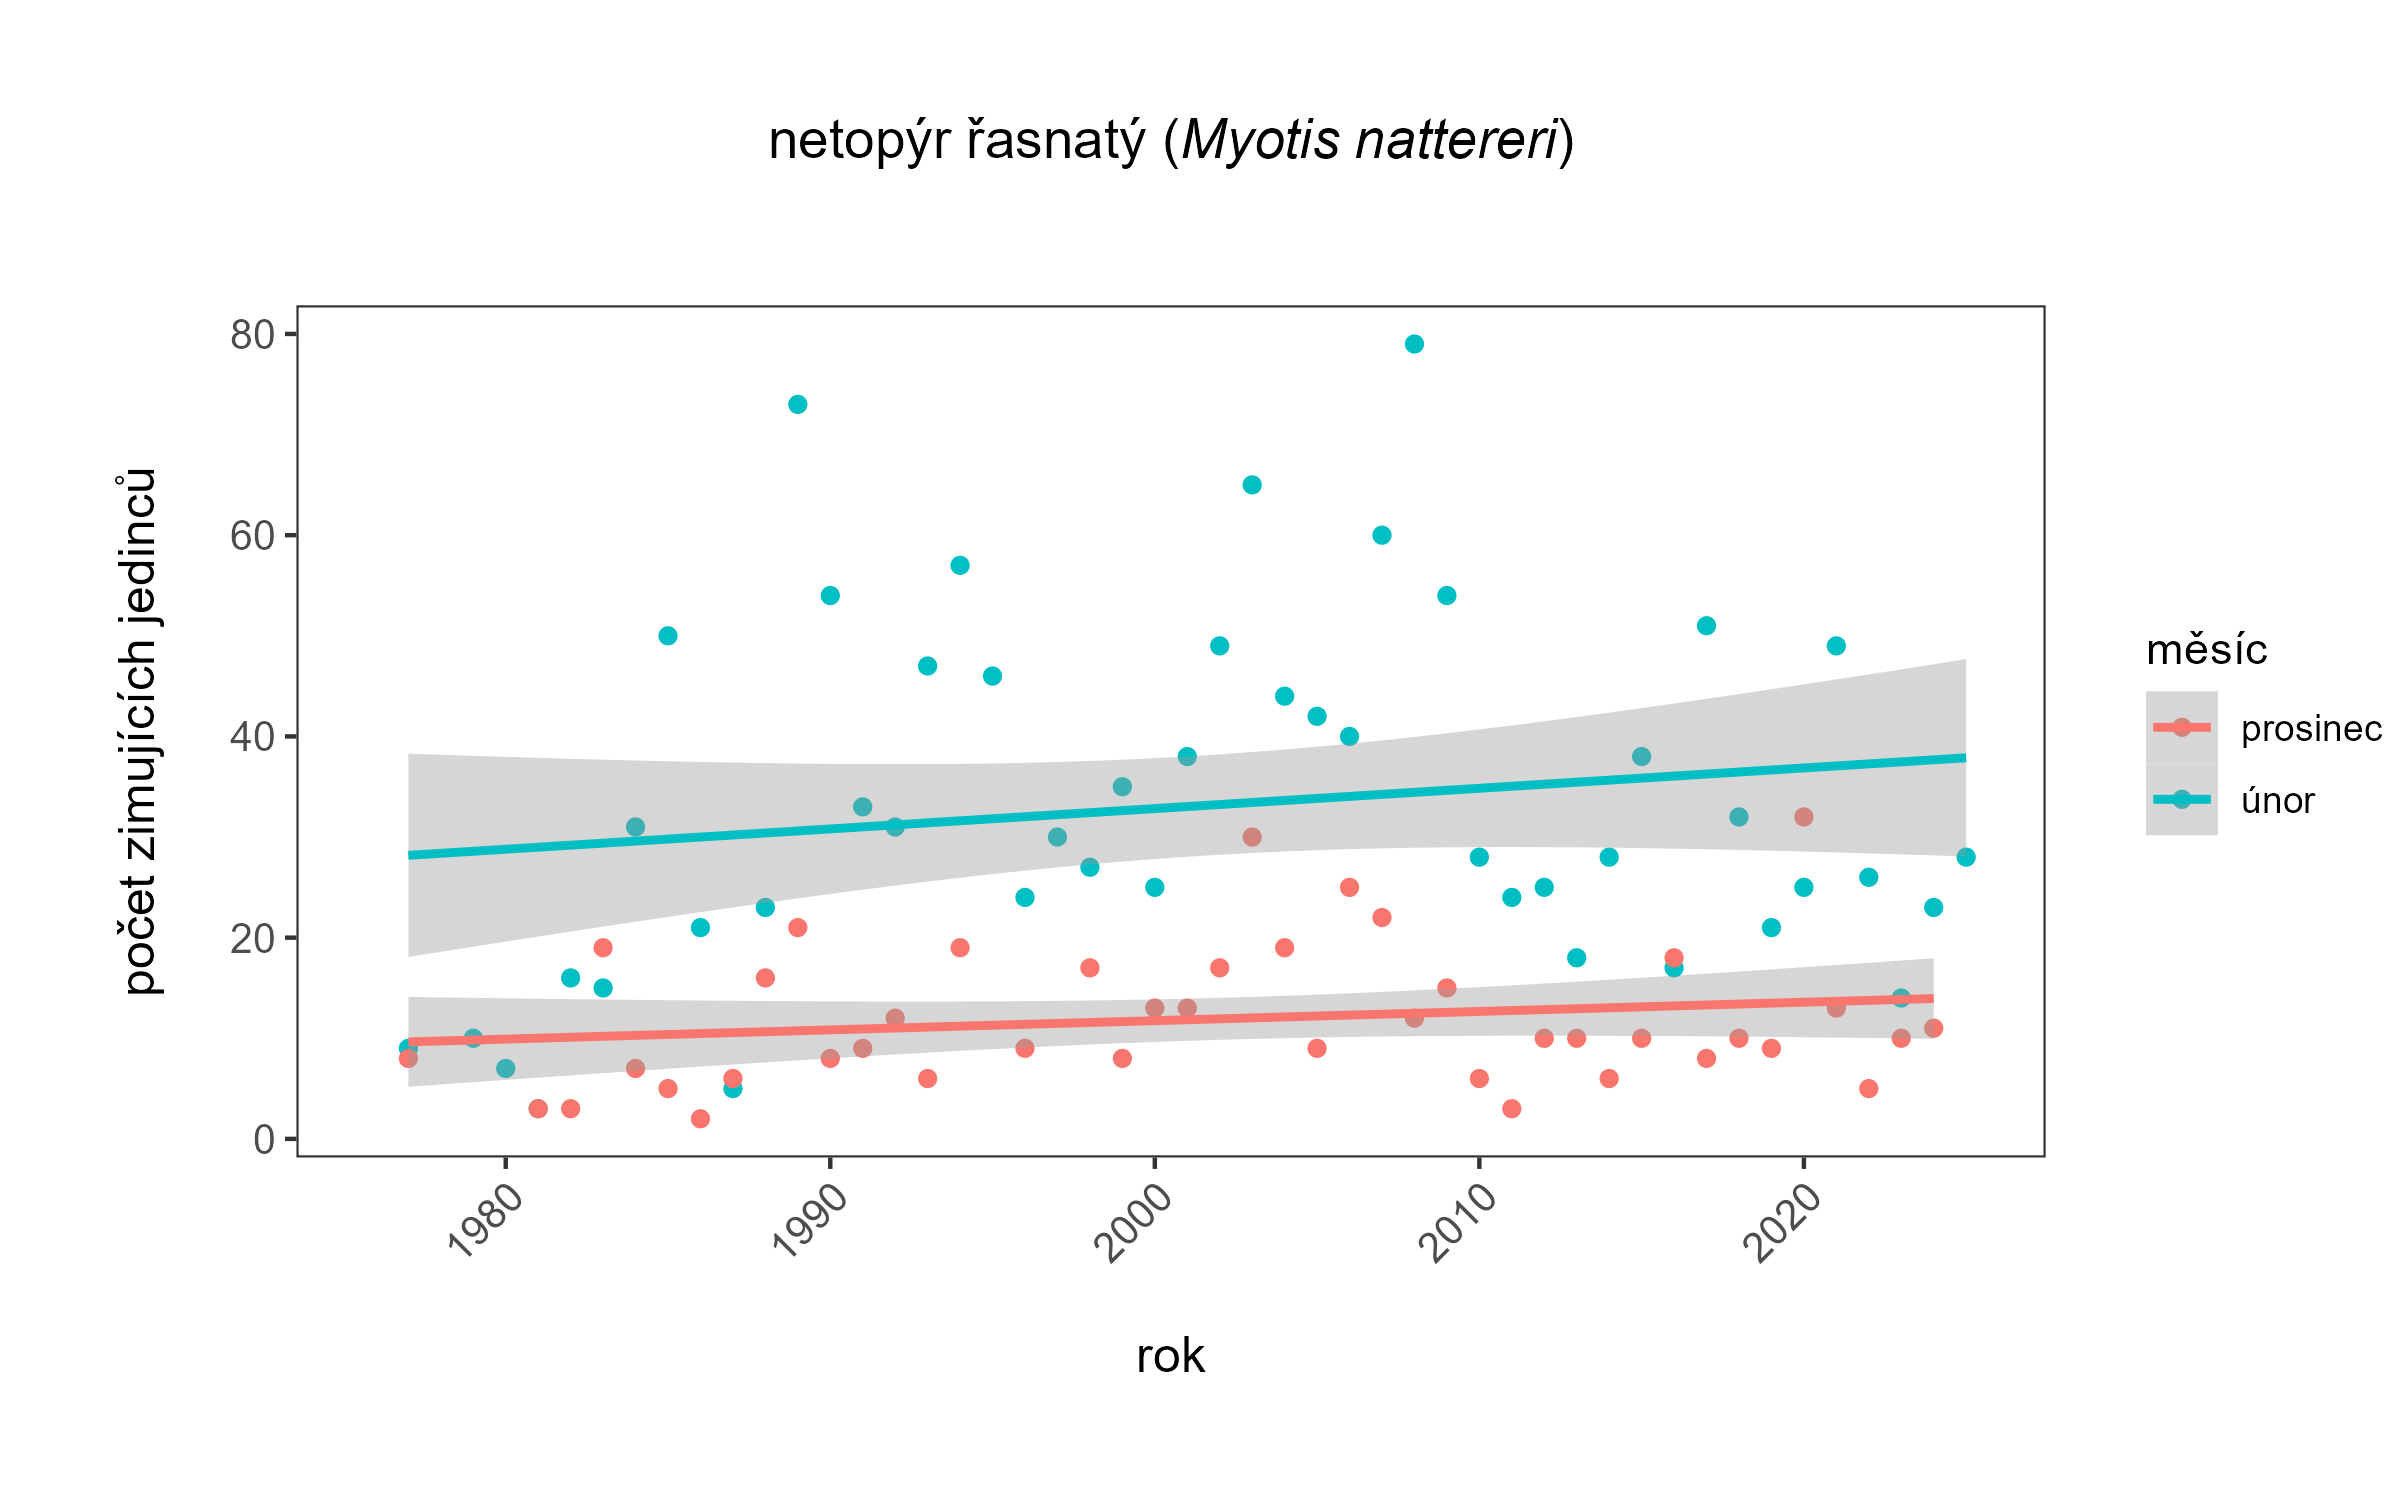 netopýr řasnatý (Myotis nattereri)
počet zimujících jedinců
80
60
40
20
0
1980
1990
2000
2010
2020
rok
měsíc
prosinec
únor